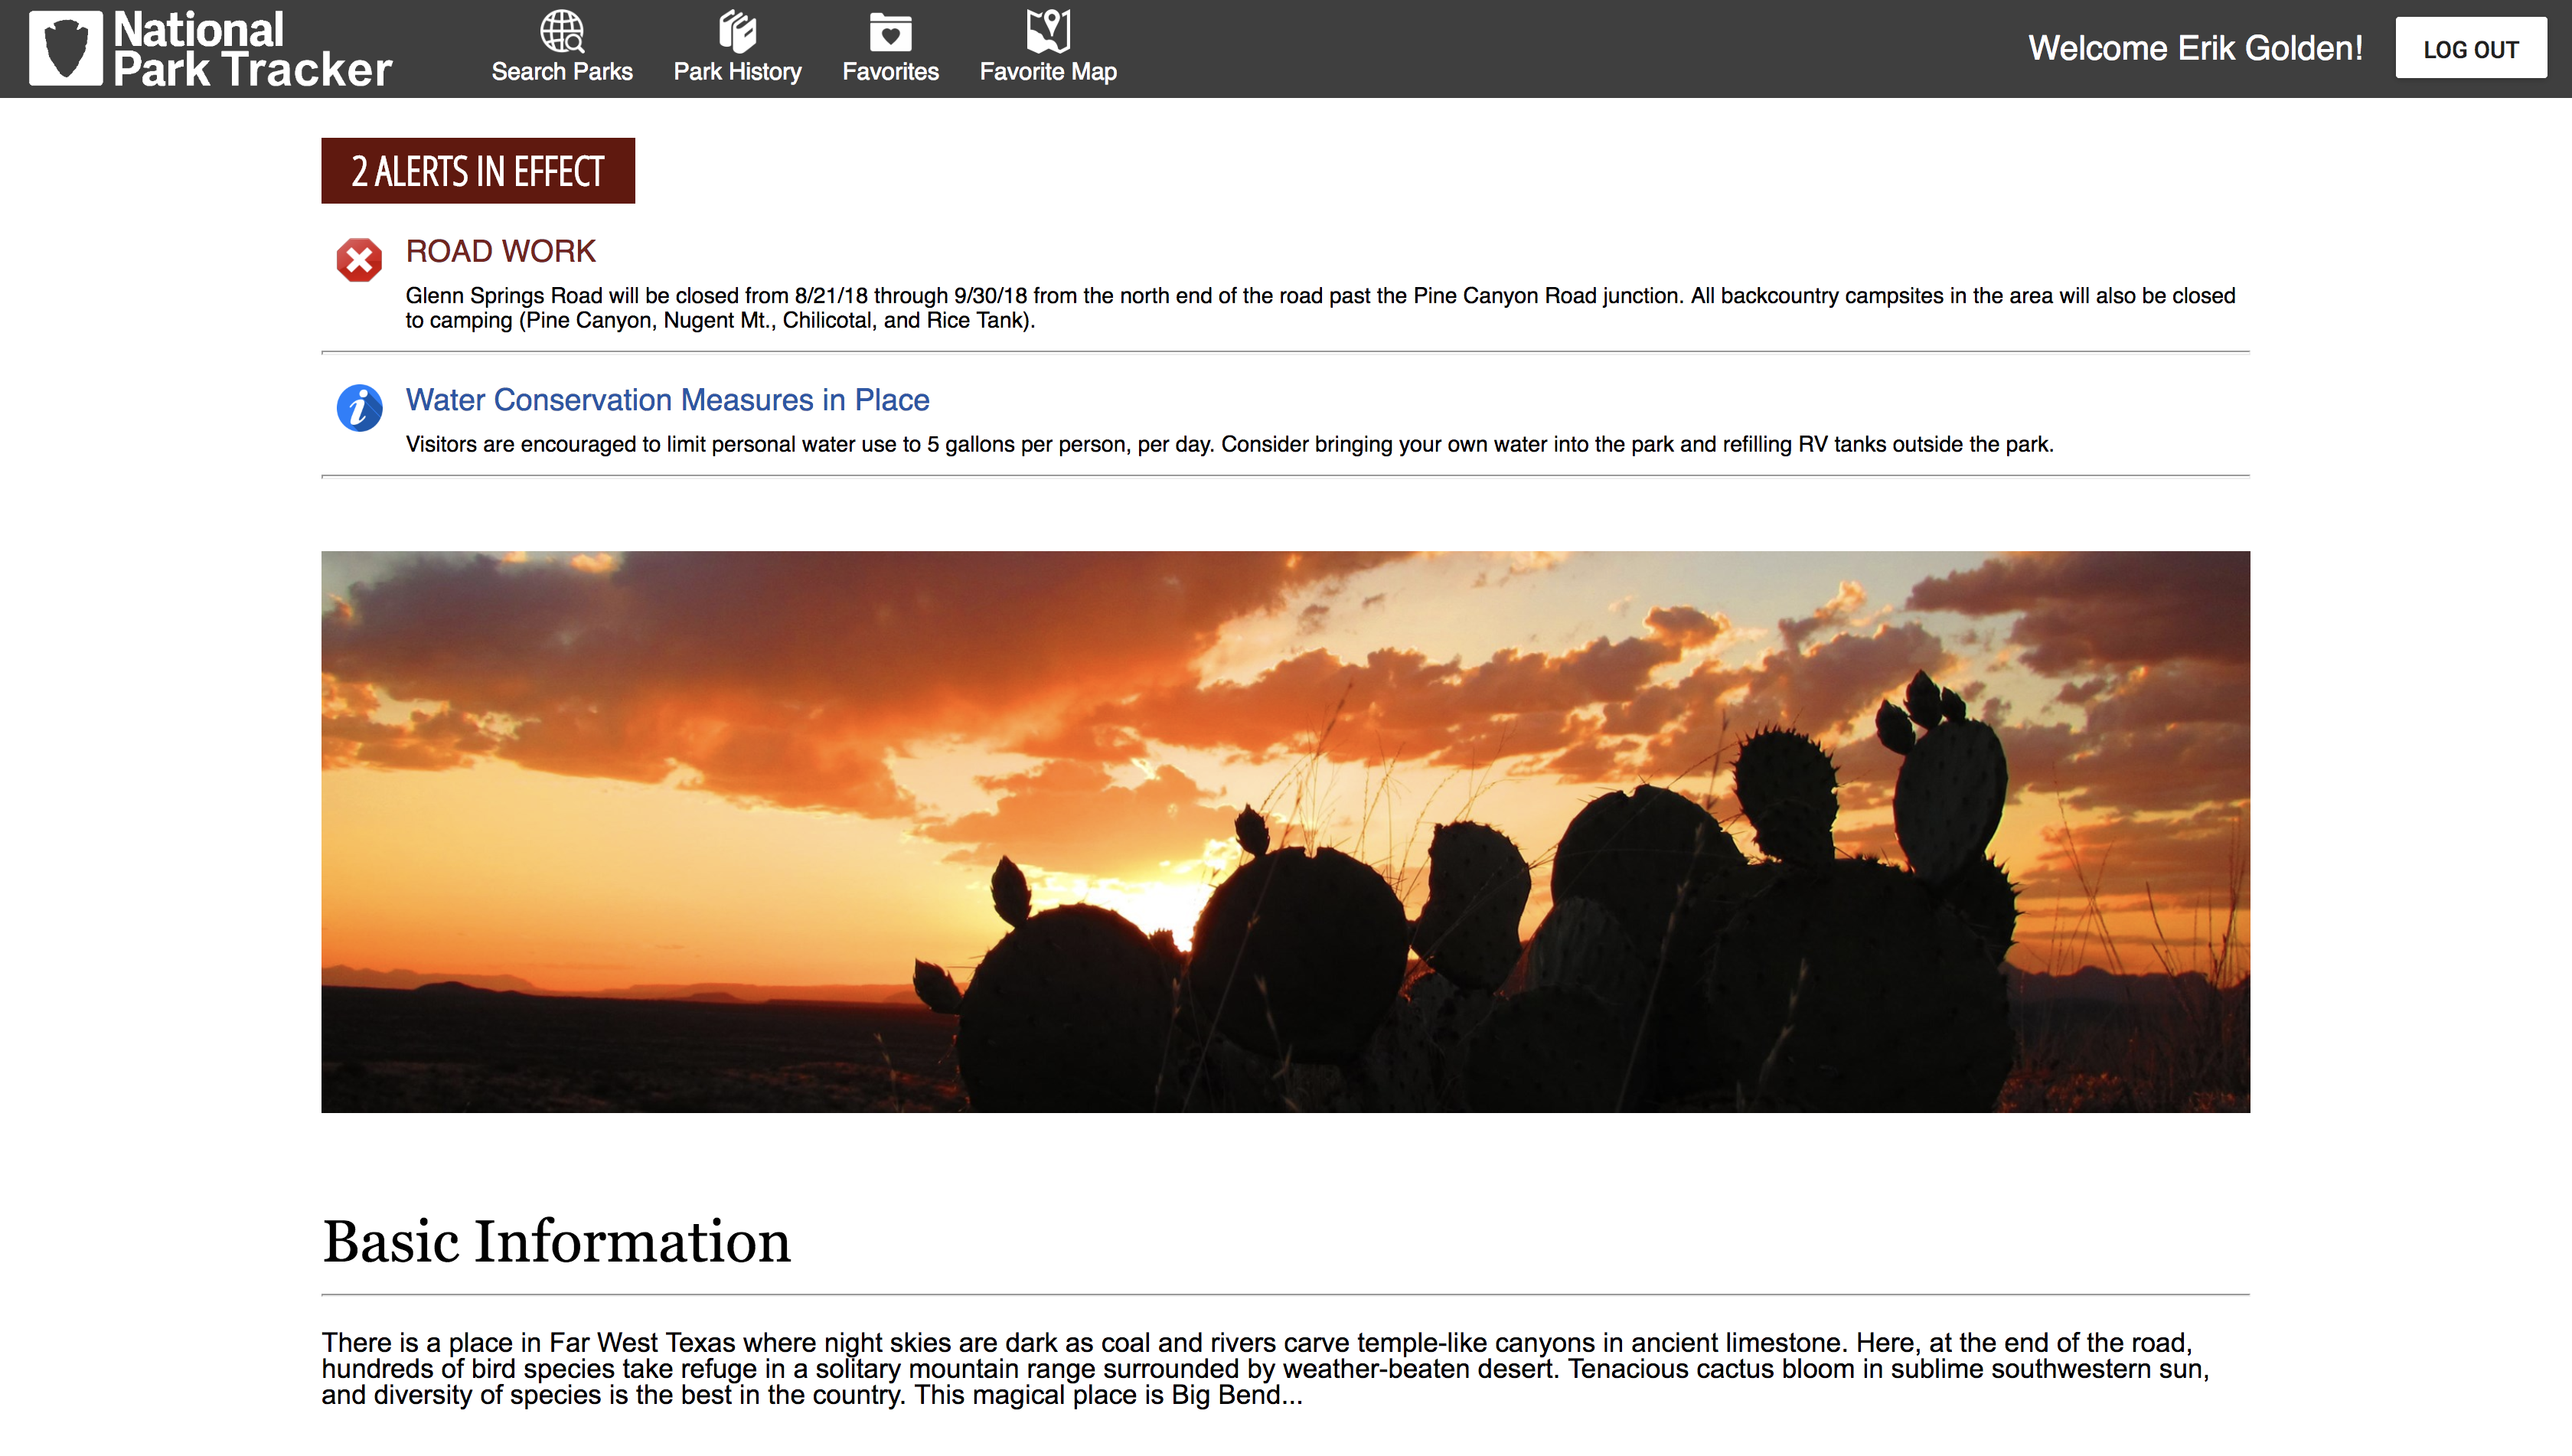 National
Park Tracker
Search Parks
Park History
Favorites
Favorite Map
Welcome Erik Golden!
LOG OUT
2 ALERTS IN EFFECT
ROAD WORK
Glenn Springs Road will be closed from 8/21/18 through 9/30/18 from the north end of the road past the Pine Canyon Road junction. All backcountry campsites in the area will also be closed
to camping (Pine Canyon, Nugent Mt., Chilicotal, and Rice Tank).
Water Conservation Measures in Place
Visitors are encouraged to limit personal water use to 5 gallons per person, per day. Consider bringing your own water into the park and refilling RV tanks outside the park.
Basic Information
There is a place in Far West Texas where night skies are dark as coal and rivers carve temple-like canyons in ancient limestone. Here, at the end of the road,
hundreds of bird species take refuge in a solitary mountain range surrounded by weather-beaten desert. Tenacious cactus bloom in sublime southwestern sun,
and diversity of species is the best in the country. This magical place is Big Bend...